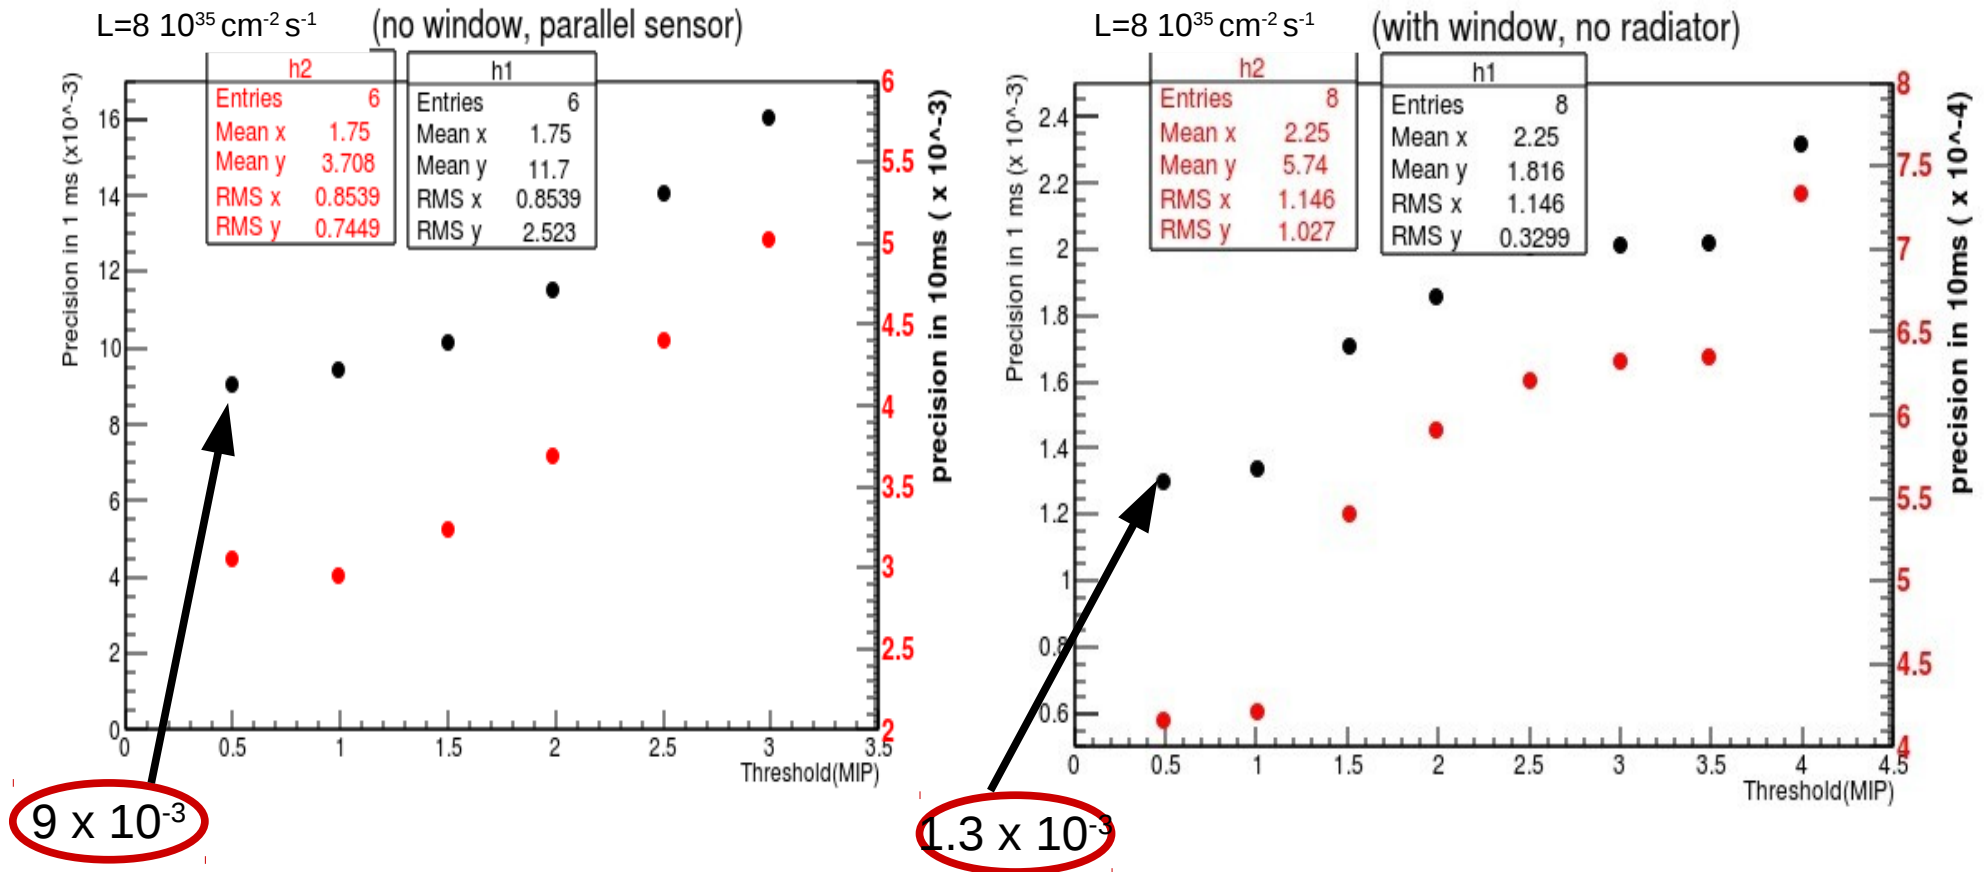 L=8 10³⁵ cm⁻² s⁻¹
(no window, parallel sensor)
h2
Entries 6
Mean x 1.75
Mean y 3.708
RMS x 0.8539
RMS y 0.7449
h1
Entries 6
Mean x 1.75
Mean y 11.7
RMS x 0.8539
RMS y 2.523
Precision in 1 ms (x10^-3)
16
14
12
10
8
6
4
2
0
0 0.5 1 1.5 2 2.5 3 3.5
Threshold(MIP)
6
5.5
5
4.5
4
3.5
3
2.5
2
precision in 10ms ( x 10^-3)
9 x 10⁻³
L=8 10³⁵ cm⁻² s⁻¹
(with window, no radiator)
h2
Entries 8
Mean x 2.25
Mean y 5.74
RMS x 1.146
RMS y 1.027
h1
Entries 8
Mean x 2.25
Mean y 1.816
RMS x 1.146
RMS y 0.3299
Precision in 1 ms (x 10^-3)
2.4
2.2
2
1.8
1.6
1.4
1.2
1
0.8
0.6
0 0.5 1 1.5 2 2.5 3 3.5 4 4.5
Threshold(MIP)
8
7.5
7
6.5
6
5.5
5
4.5
4
precision in 10ms ( x 10^-4)
1.3 x 10⁻³